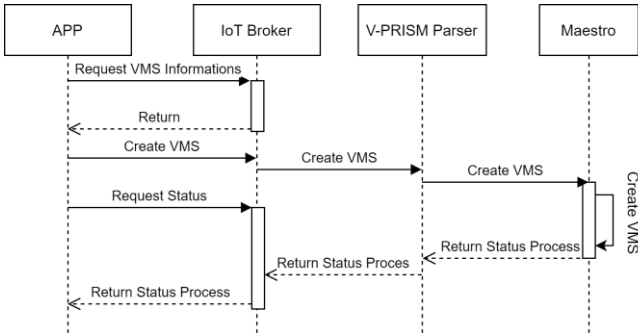 APP
IoT Broker
V-PRISM Parser
Maestro
Request VMS Informations
Return
Create VMS
Create VMS
Create VMS
Request Status
Create VMS
Return Status Process
Return Status Proces
Return Status Process